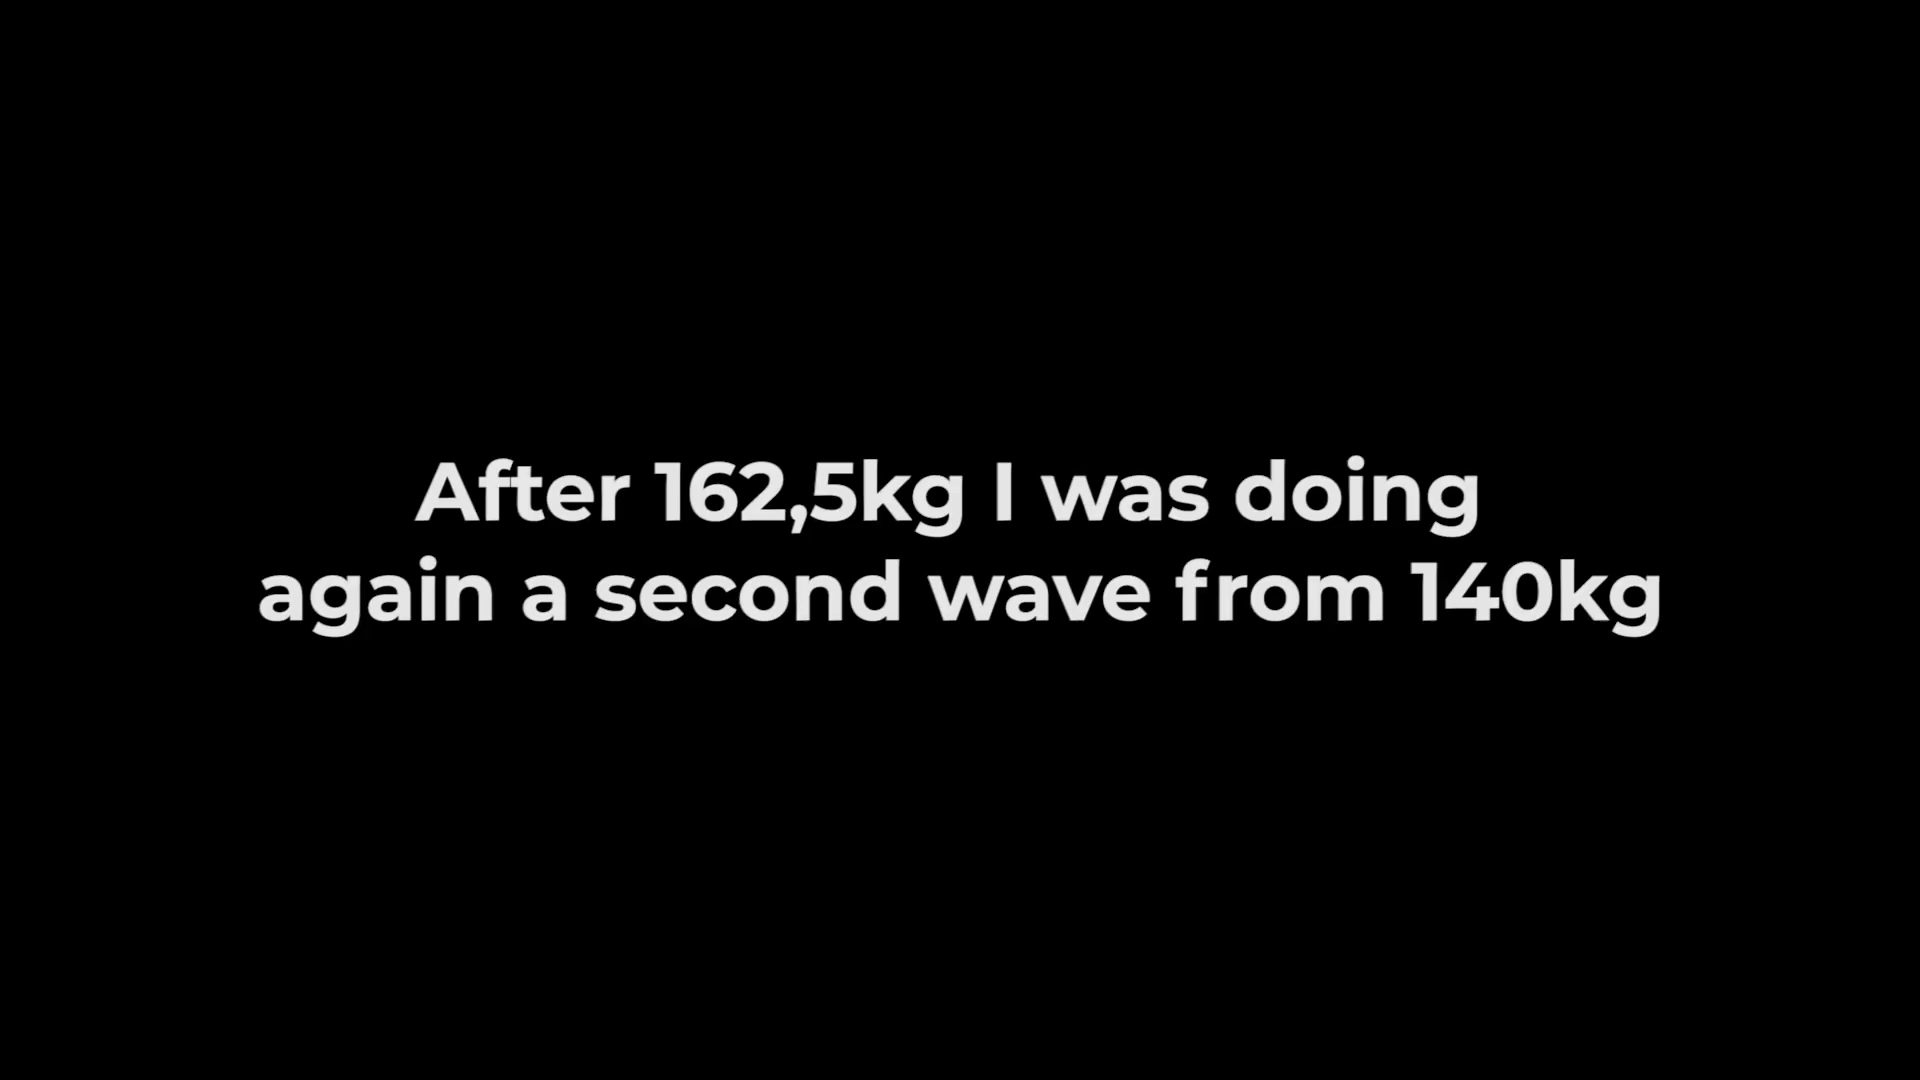 After 162,5kg I was doing
again a second wave from 140kg